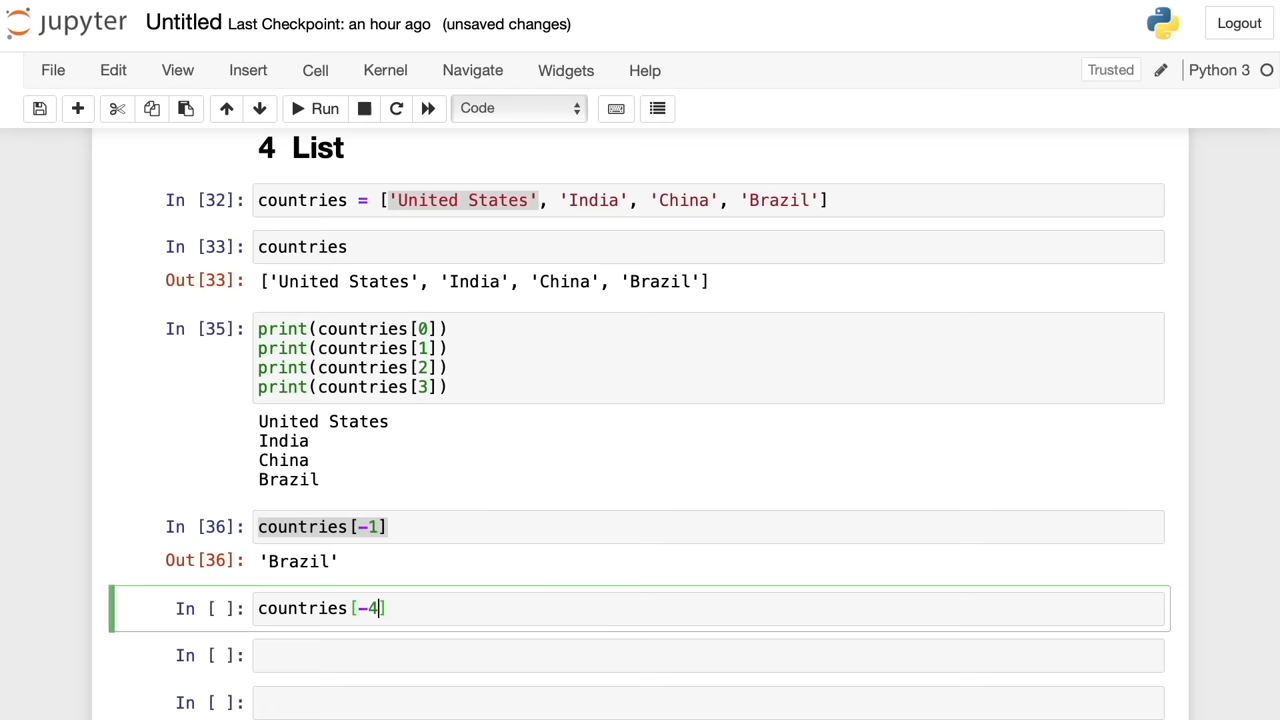 jupyter Untitled Last Checkpoint: an hour ago (unsaved changes) Logout
File Edit View Insert Cell Kernel Navigate Widgets Help Trusted Python 3
Run Code
4 List
In [32]: countries = ['United States', 'India', 'China', 'Brazil']
In [33]: countries
Out[33]: ['United States', 'India', 'China', 'Brazil']
In [35]: print(countries[0])
print(countries[1])
print(countries[2])
print(countries[3])
United States
India
China
Brazil
In [36]: countries[-1]
Out[36]: 'Brazil'
In [ ]: countries[-4]
In [ ]:
In [ ]: